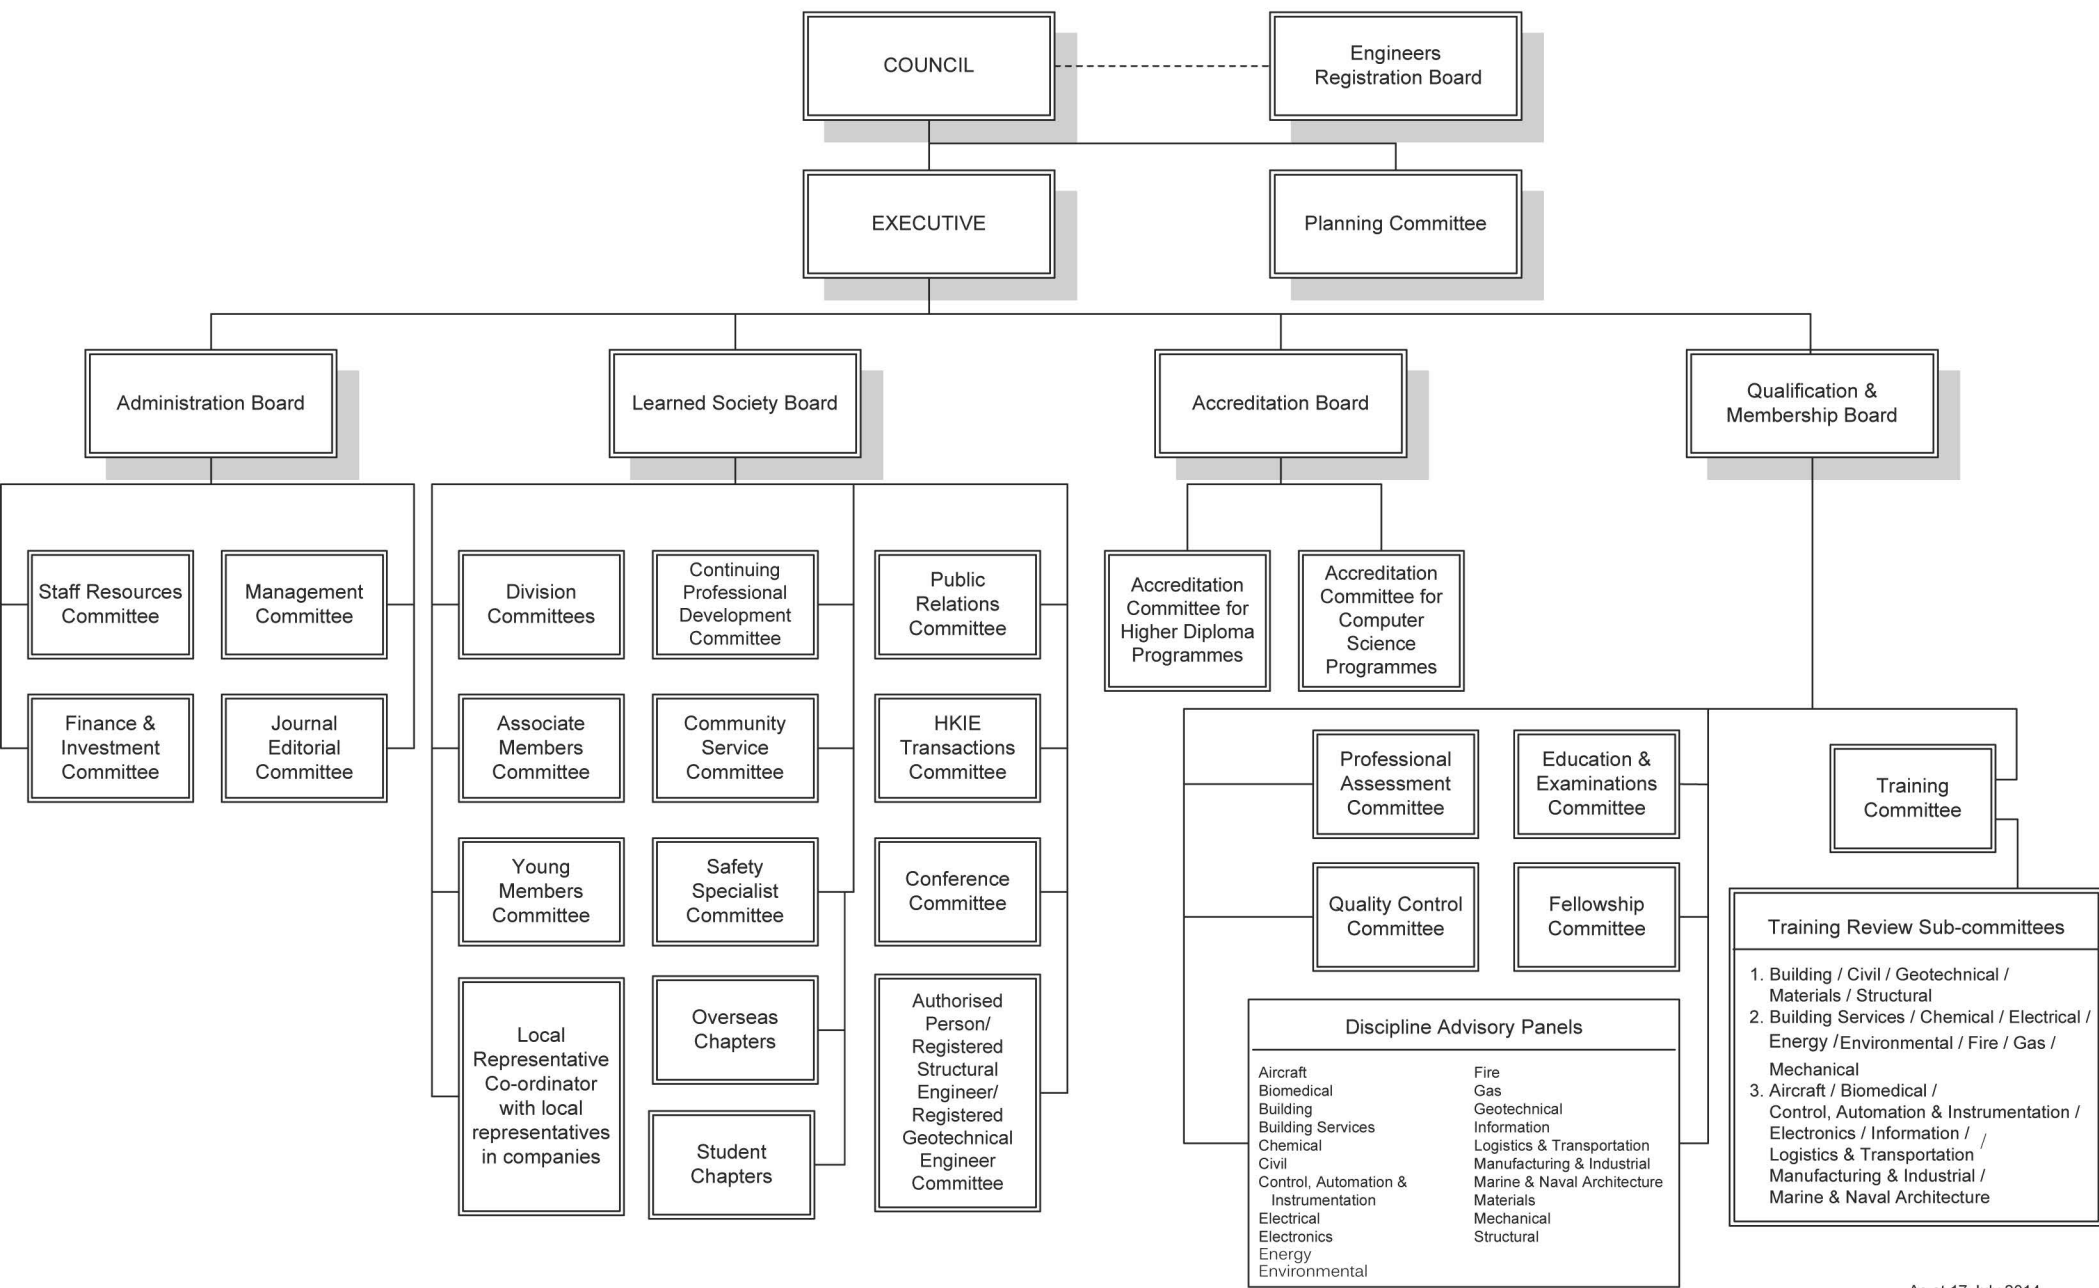 COUNCIL
Engineers
Registration Board
EXECUTIVE
Planning Committee
Administration Board
Learned Society Board
Accreditation Board
Qualification &
Membership Board
Staff Resources
Committee
Management
Committee
Finance &
Investment
Committee
Journal
Editorial
Committee
Division
Committees
Continuing
Professional
Development
Committee
Public
Relations
Committee
Associate
Members
Committee
Community
Service
Committee
HKIE
Transactions
Committee
Young
Members
Committee
Safety
Specialist
Committee
Conference
Committee
Local
Representative
Co-ordinator
with local
representatives
in companies
Overseas
Chapters
Student
Chapters
Authorised
Person/
Registered
Structural
Engineer/
Registered
Geotechnical
Engineer
Committee
Accreditation
Committee for
Higher Diploma
Programmes
Accreditation
Committee for
Computer
Science
Programmes
Professional
Assessment
Committee
Education &
Examinations
Committee
Training
Committee
Quality Control
Committee
Fellowship
Committee
Discipline Advisory Panels
Aircraft
Biomedical
Building
Building Services
Chemical
Civil
Control, Automation &
Instrumentation
Electrical
Electronics
Energy
Environmental
Fire
Gas
Geotechnical
Information
Logistics & Transportation
Manufacturing & Industrial
Marine & Naval Architecture
Materials
Mechanical
Structural
Training Review Sub-committees
1. Building / Civil / Geotechnical /
Materials / Structural
2. Building Services / Chemical / Electrical /
Energy /Environmental / Fire / Gas /
Mechanical
3. Aircraft / Biomedical /
Control, Automation & Instrumentation /
Electronics / Information /
Logistics & Transportation /
Manufacturing & Industrial /
Marine & Naval Architecture